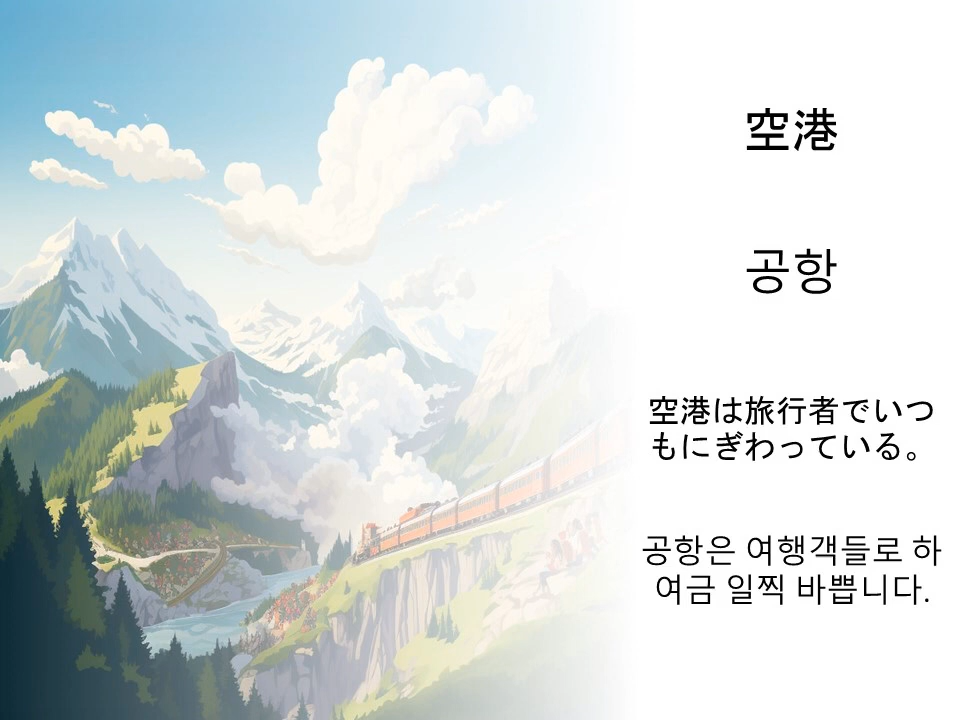 空港
공항
空港は旅行者でいつ
もにぎわっている。
공항은 여행객들로 하
여금 일찍 바쁩니다.